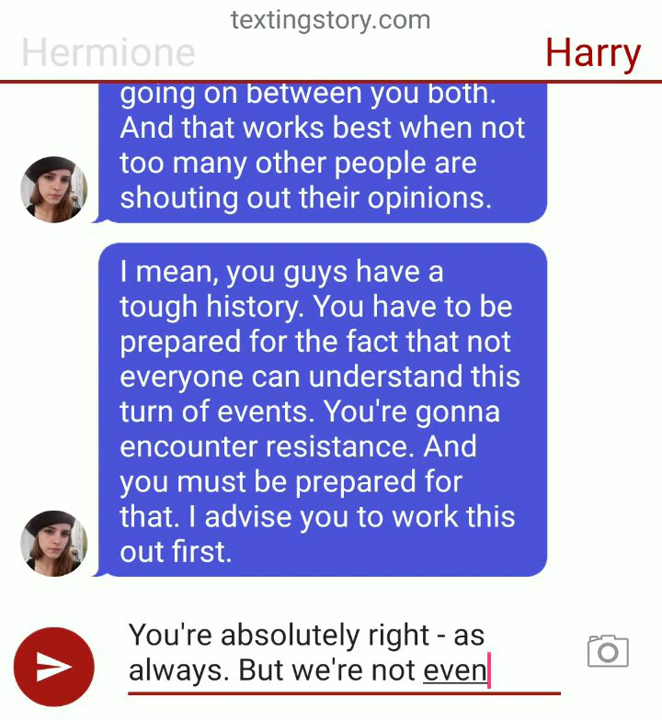 textingstory.com
Hermione
Harry
going on between you both.
And that works best when not
too many other people are
shouting out their opinions.
I mean, you guys have a
tough history. You have to be
prepared for the fact that not
everyone can understand this
turn of events. You're gonna
encounter resistance. And
you must be prepared for
that. I advise you to work this
out first.
You're absolutely right - as
always. But we're not even